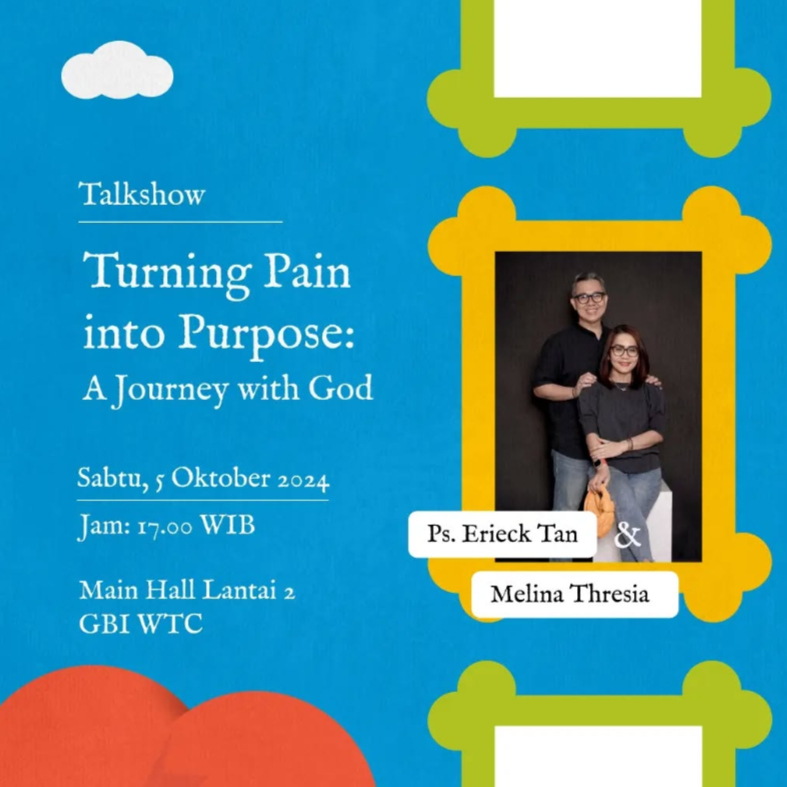 Talkshow
Turning Pain
into Purpose:
A Journey with God
Sabtu, 5 Oktober 2024
Jam: 17.00 WIB
Main Hall Lantai 2
GBI WTC
Ps. Erieck Tan
&
Melina Thresia